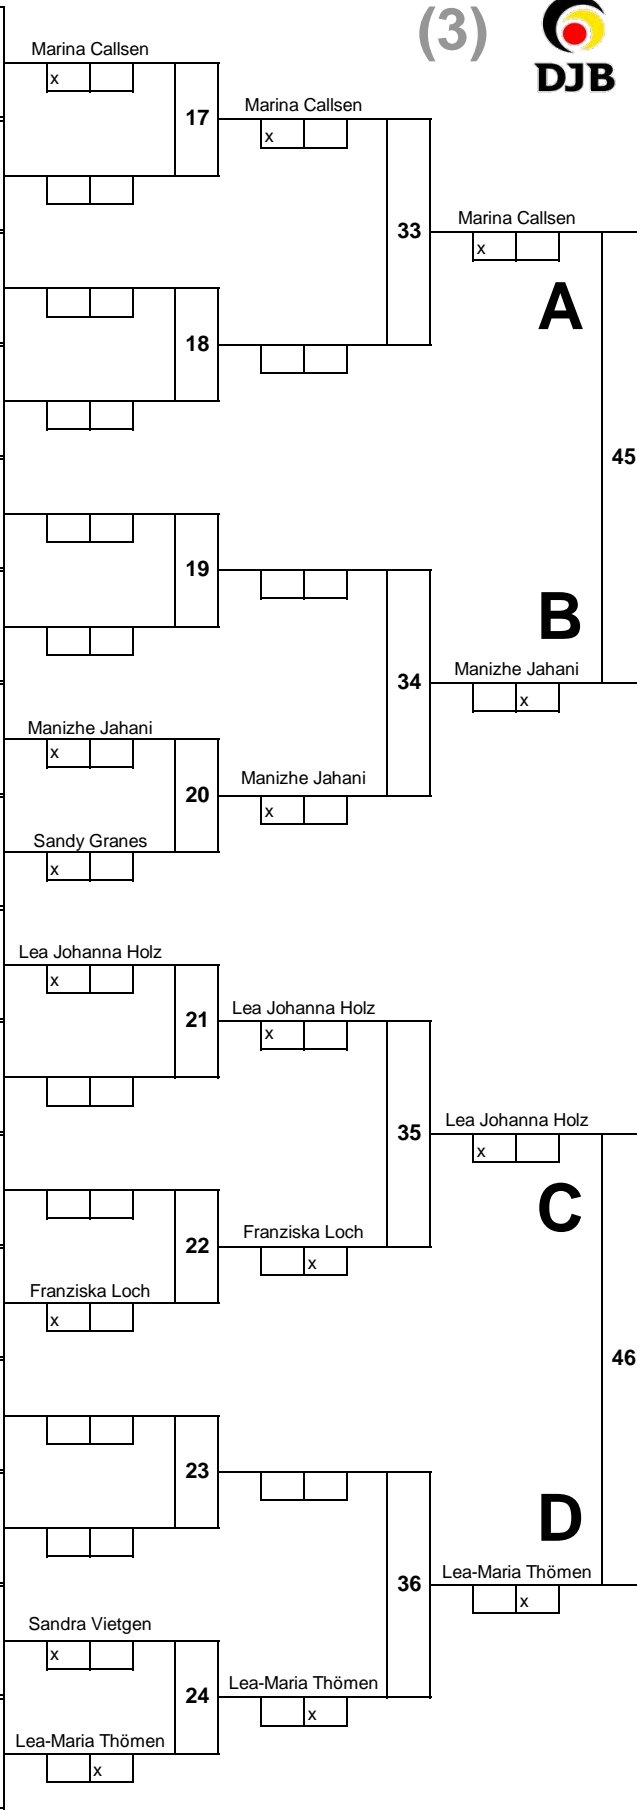 (3)
DJB
Marina Callsen
x
17
Marina Callsen
x
33
Marina Callsen
x
A
18
45
19
B
34
Manizhe Jahani
x
Manizhe Jahani
x
20
Manizhe Jahani
x
Sandy Granes
x
Lea Johanna Holz
x
21
Lea Johanna Holz
x
35
Lea Johanna Holz
x
C
22
Franziska Loch
x
Franziska Loch
x
46
23
D
36
Lea-Maria Thömen
x
Sandra Vietgen
x
24
Lea-Maria Thömen
x
Lea-Maria Thömen
x